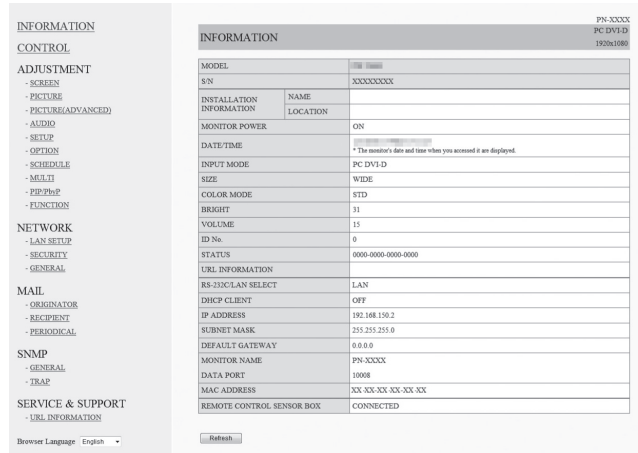 INFORMATION
CONTROL
ADJUSTMENT
- SCREEN
- PICTURE
- PICTURE(ADVANCED)
- AUDIO
- SETUP
- OPTION
- SCHEDULE
- MULTI
- PIP/PbyP
- FUNCTION
NETWORK
- LAN SETUP
- SECURITY
- GENERAL
MAIL
- ORIGINATOR
- RECIPIENT
- PERIODICAL
SNMP
- GENERAL
- TRAP
SERVICE & SUPPORT
- URL INFORMATION
Browser Language English
PN-XXXX
INFORMATION
PC DVI-D
1920x1080
MODEL
S/N XXXXXXXX
INSTALLATION INFORMATION
NAME
LOCATION
MONITOR POWER ON
DATE/TIME
* The monitor's date and time when you accessed it are displayed.
INPUT MODE PC DVI-D
SIZE WIDE
COLOR MODE STD
BRIGHT 31
VOLUME 15
ID No. 0
STATUS 0000-0000-0000-0000
URL INFORMATION
RS-232C/LAN SELECT LAN
DHCP CLIENT OFF
IP ADDRESS 192.168.150.2
SUBNET MASK 255.255.255.0
DEFAULT GATEWAY 0.0.0.0
MONITOR NAME PN-XXXX
DATA PORT 10008
MAC ADDRESS XX-XX-XX-XX-XX-XX
REMOTE CONTROL SENSOR BOX CONNECTED
Refresh